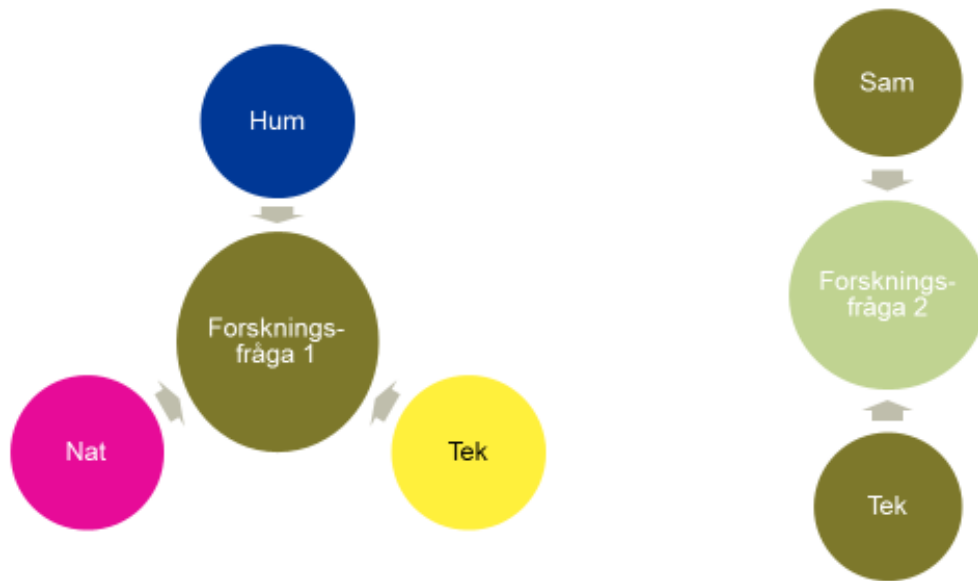 Hum
Forsknings-
fråga 1
Nat
Tek
Sam
Forsknings-
fråga 2
Tek